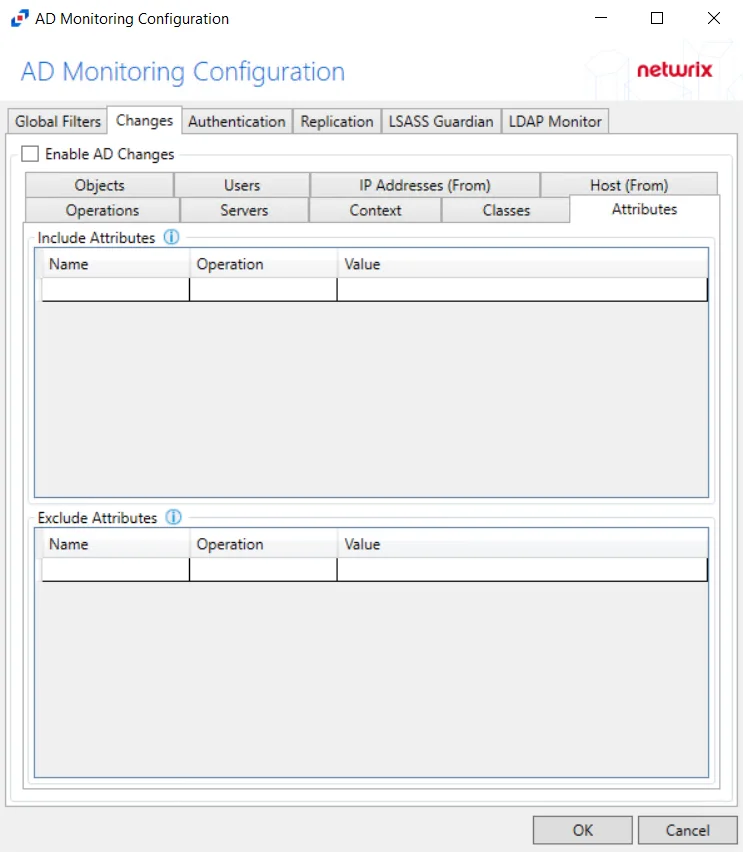 AD Monitoring Configuration
AD Monitoring Configuration
netwrix
Global Filters Changes Authentication Replication LSASS Guardian LDAP Monitor
Enable AD Changes
Objects Users IP Addresses (From) Host (From)
Operations Servers Context Classes Attributes
Include Attributes
Name Operation Value
Exclude Attributes
Name Operation Value
OK Cancel